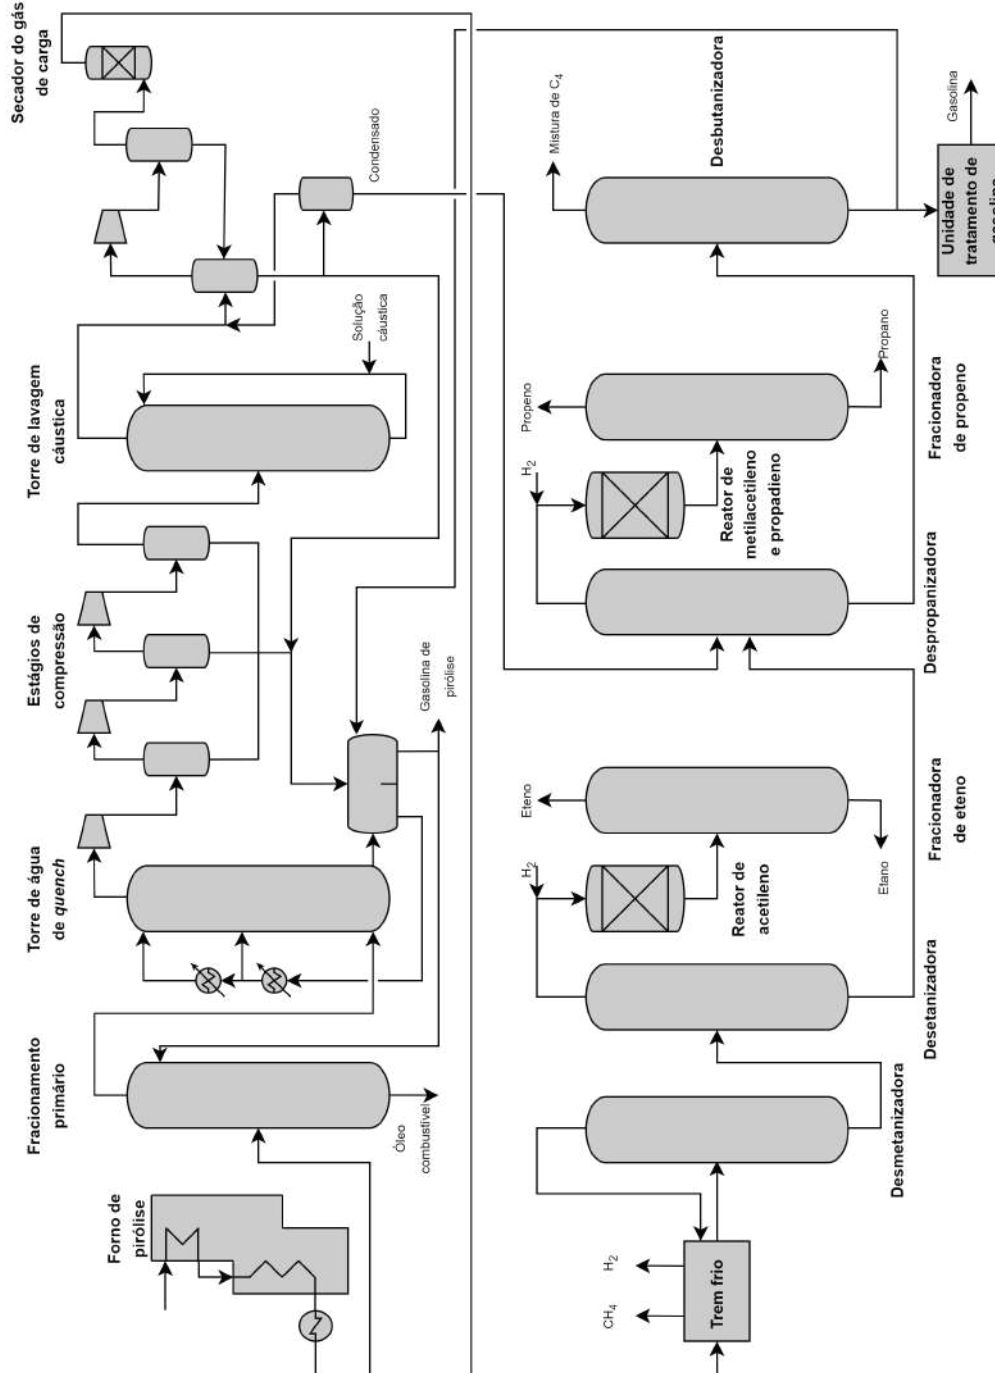 Forno de
pirólise
Fracionamento
primário
Óleo
combustível
Torre de água
de quench
Gasolina de
pirólise
Estágios de
compressão
Torre de lavagem
cáustica
Solução
cáustica
Condensado
Secador do gás
de carga
CH4
H2
Trem frio
Desmetanizadora
Desetanizadora
H2
Reator de
acetileno
Eteno
Etano
Fracionadora
de eteno
Despropanizadora
H2
Reator de
metilacetileno
e propadieno
Propeno
Propano
Fracionadora
de propeno
Mistura de C4
Desbutanizadora
Unidade de
tratamento de
Gasolina